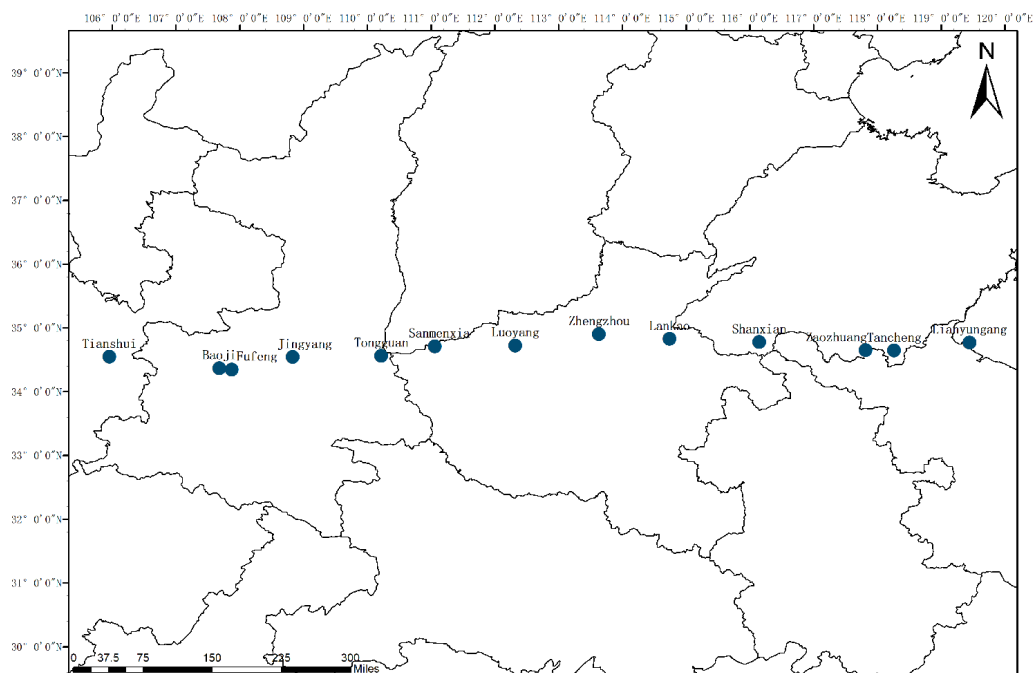 106° 0'0"E 107° 0'0"E 108° 0'0"E 109° 0'0"E 110° 0'0"E 111° 0'0"E 112° 0'0"E 113° 0'0"E 114° 0'0"E 115° 0'0"E 116° 0'0"E 117° 0'0"E 118° 0'0"E 119° 0'0"E 120° 0'0"E
N
39° 0'0"N
38° 0'0"N
37° 0'0"N
36° 0'0"N
35° 0'0"N
34° 0'0"N
33° 0'0"N
32° 0'0"N
31° 0'0"N
30° 0'0"N
Tianshui
Baoji
Fufeng
Jingyang
Tongguan
Sanmenxia
Luoyang
Zhengzhou
Lankao
Shanxian
Zaozhuang
Tancheng
Lianyungang
0 37.5 75 150 225 300
Miles